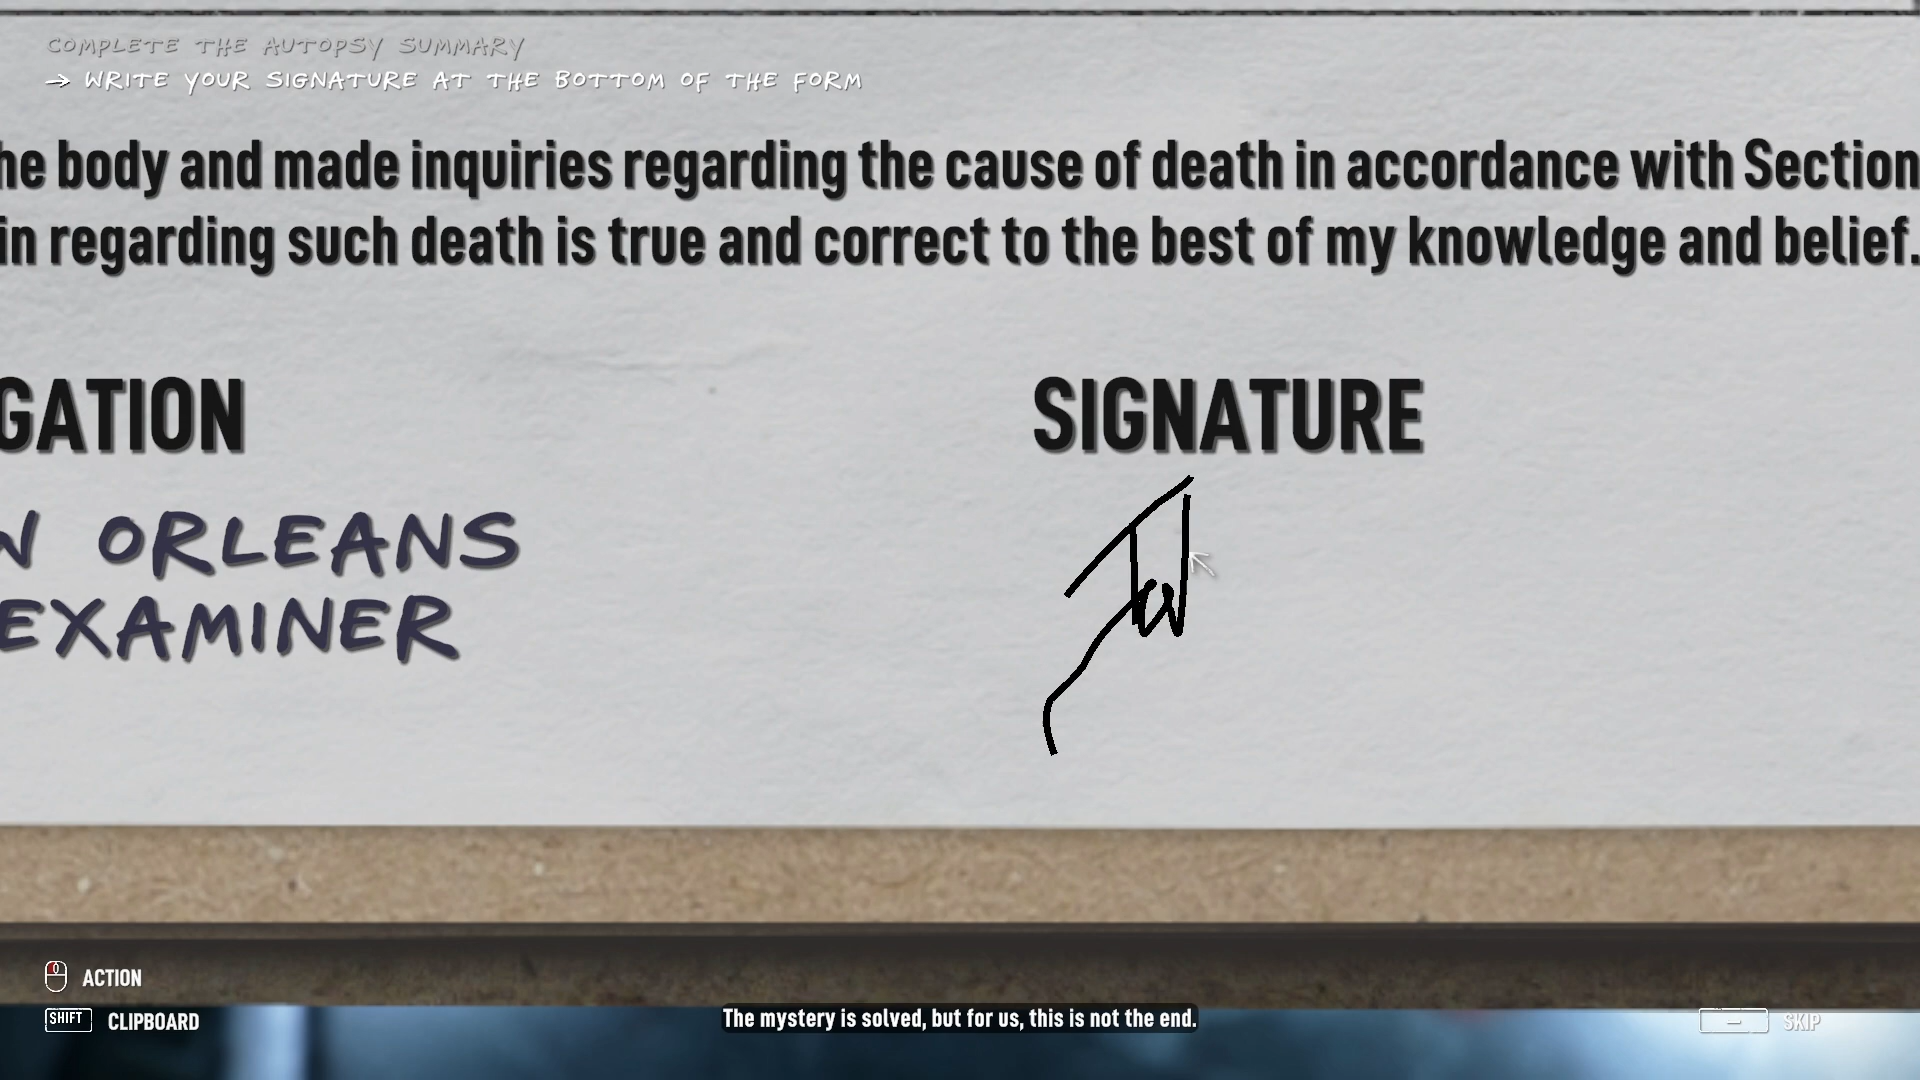 COMPLETE THE AUTOPSY SUMMARY
→ WRITE YOUR SIGNATURE AT THE BOTTOM OF THE FORM
he body and made inquiries regarding the cause of death in accordance with Section
in regarding such death is true and correct to the best of my knowledge and belief.
GATION
SIGNATURE
W ORLEANS
EXAMINER
ACTION
SHIFT CLIPBOARD
The mystery is solved, but for us, this is not the end.
SKIP